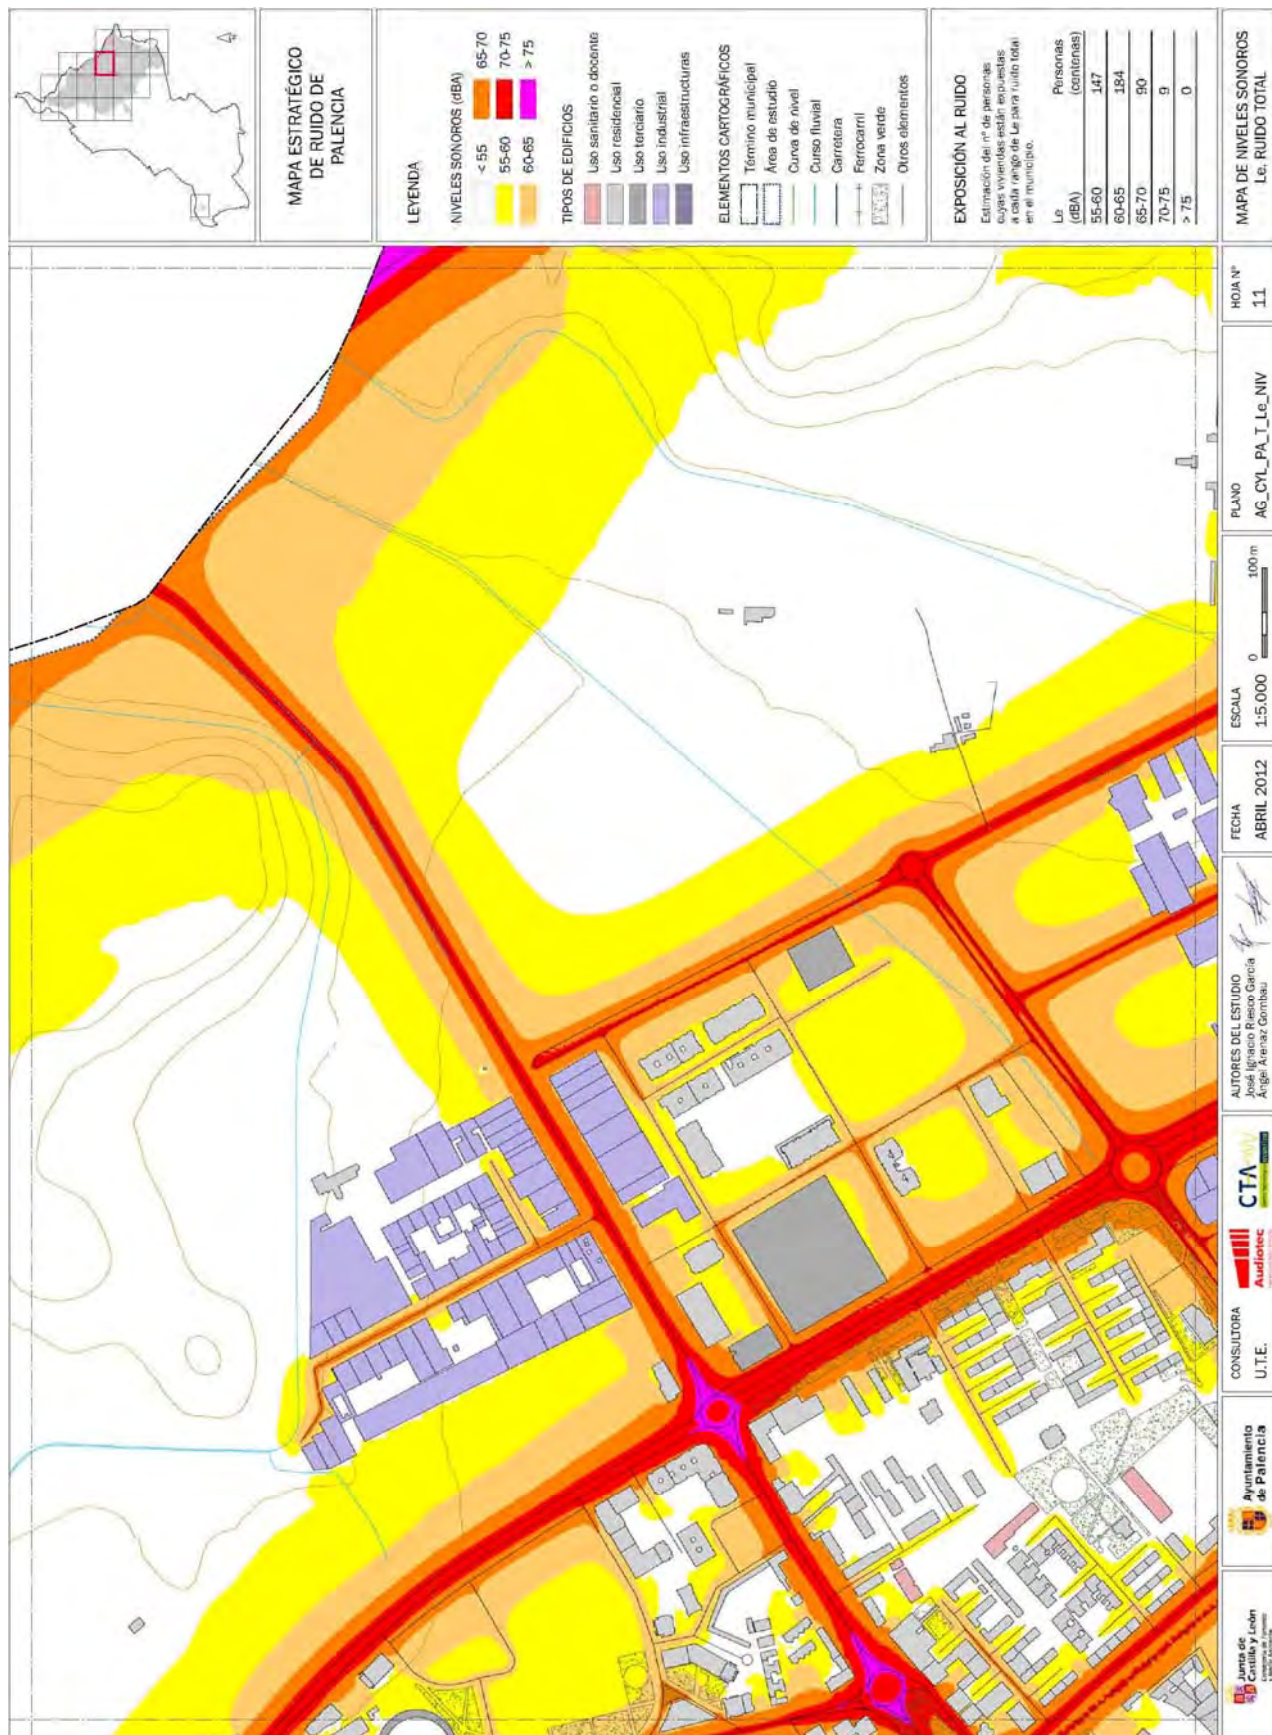 MAPA ESTRATÉGICO
DE RUIDO DE
PALENCIA
LEYENDA
NIVELES SONOROS (dBA)
< 55
55-60
60-65
65-70
70-75
> 75
TIPOS DE EDIFICIOS
Uso sanitario o docente
Uso residencial
Uso terciario
Uso industrial
Uso infraestructuras
ELEMENTOS CARTOGRÁFICOS
Término municipal
Área de estudio
Curva de nivel
Curso fluvial
Carretera
Ferrocarril
Zona verde
Otros elementos
EXPOSICIÓN AL RUIDO
Estimación del nº de personas
cuyas viviendas están expuestas
a cada rango de Le para ruido total
en el municipio.
Le Personas
(dBA) (centenas)
55-60 147
60-65 184
65-70 90
70-75 9
> 75 0
MAPA DE NIVELES SONOROS
Le. RUIDO TOTAL
Junta de
Castilla y León
Ayuntamiento
de Palencia
CONSULTORA
U.T.E.
Audiotec
CTA
AUTORES DEL ESTUDIO
José Ignacio Riesco García
Ángel Arenaz Gombau
FECHA
ABRIL 2012
ESCALA
1:5.000
0 100 m
PLANO
AG_CYL_PA_T_Le_NIV
HOJA Nº
11